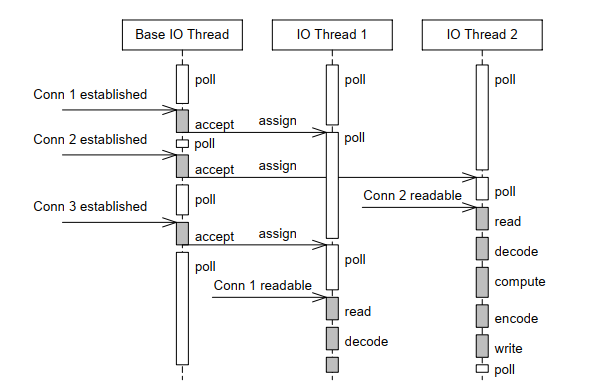 Base IO Thread
IO Thread 1
IO Thread 2
poll
poll
poll
Conn 1 established
accept
assign
Conn 2 established
poll
poll
accept
assign
poll
Conn 2 readable
poll
Conn 3 established
read
accept
assign
decode
poll
poll
Conn 1 readable
compute
read
encode
decode
write
poll